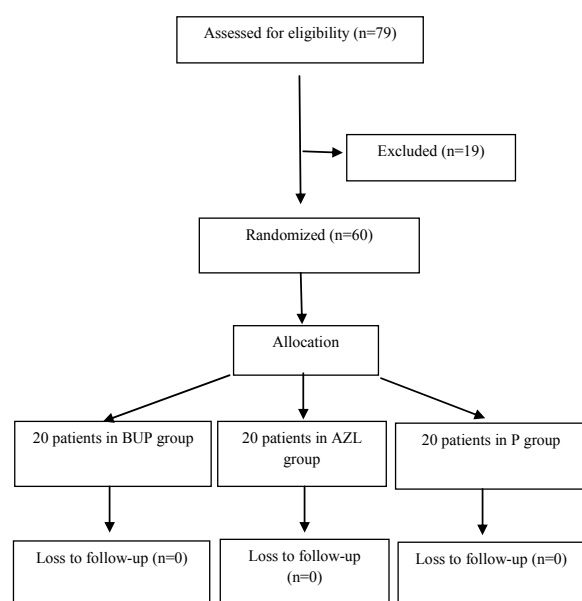 Assessed for eligibility (n=79)
Excluded (n=19)
Randomized (n=60)
Allocation
20 patients in BUP group
20 patients in AZL
group
20 patients in P group
Loss to follow-up (n=0)
Loss to follow-up
(n=0)
Loss to follow-up (n=0)